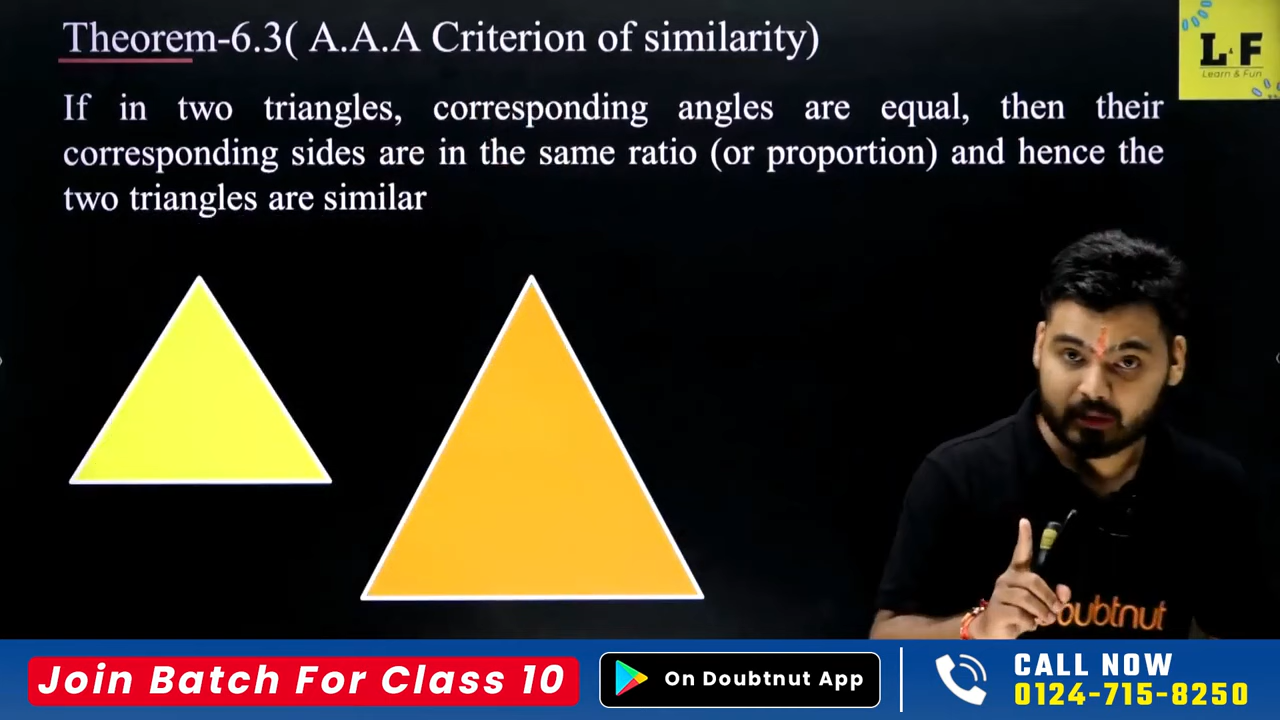 Theorem-6.3( A.A.A Criterion of similarity)
L&F
Learn & Fun
If in two triangles, corresponding angles are equal, then their
corresponding sides are in the same ratio (or proportion) and hence the
two triangles are similar
doubtnut
Join Batch For Class 10
On Doubtnut App
CALL NOW
0124-715-8250